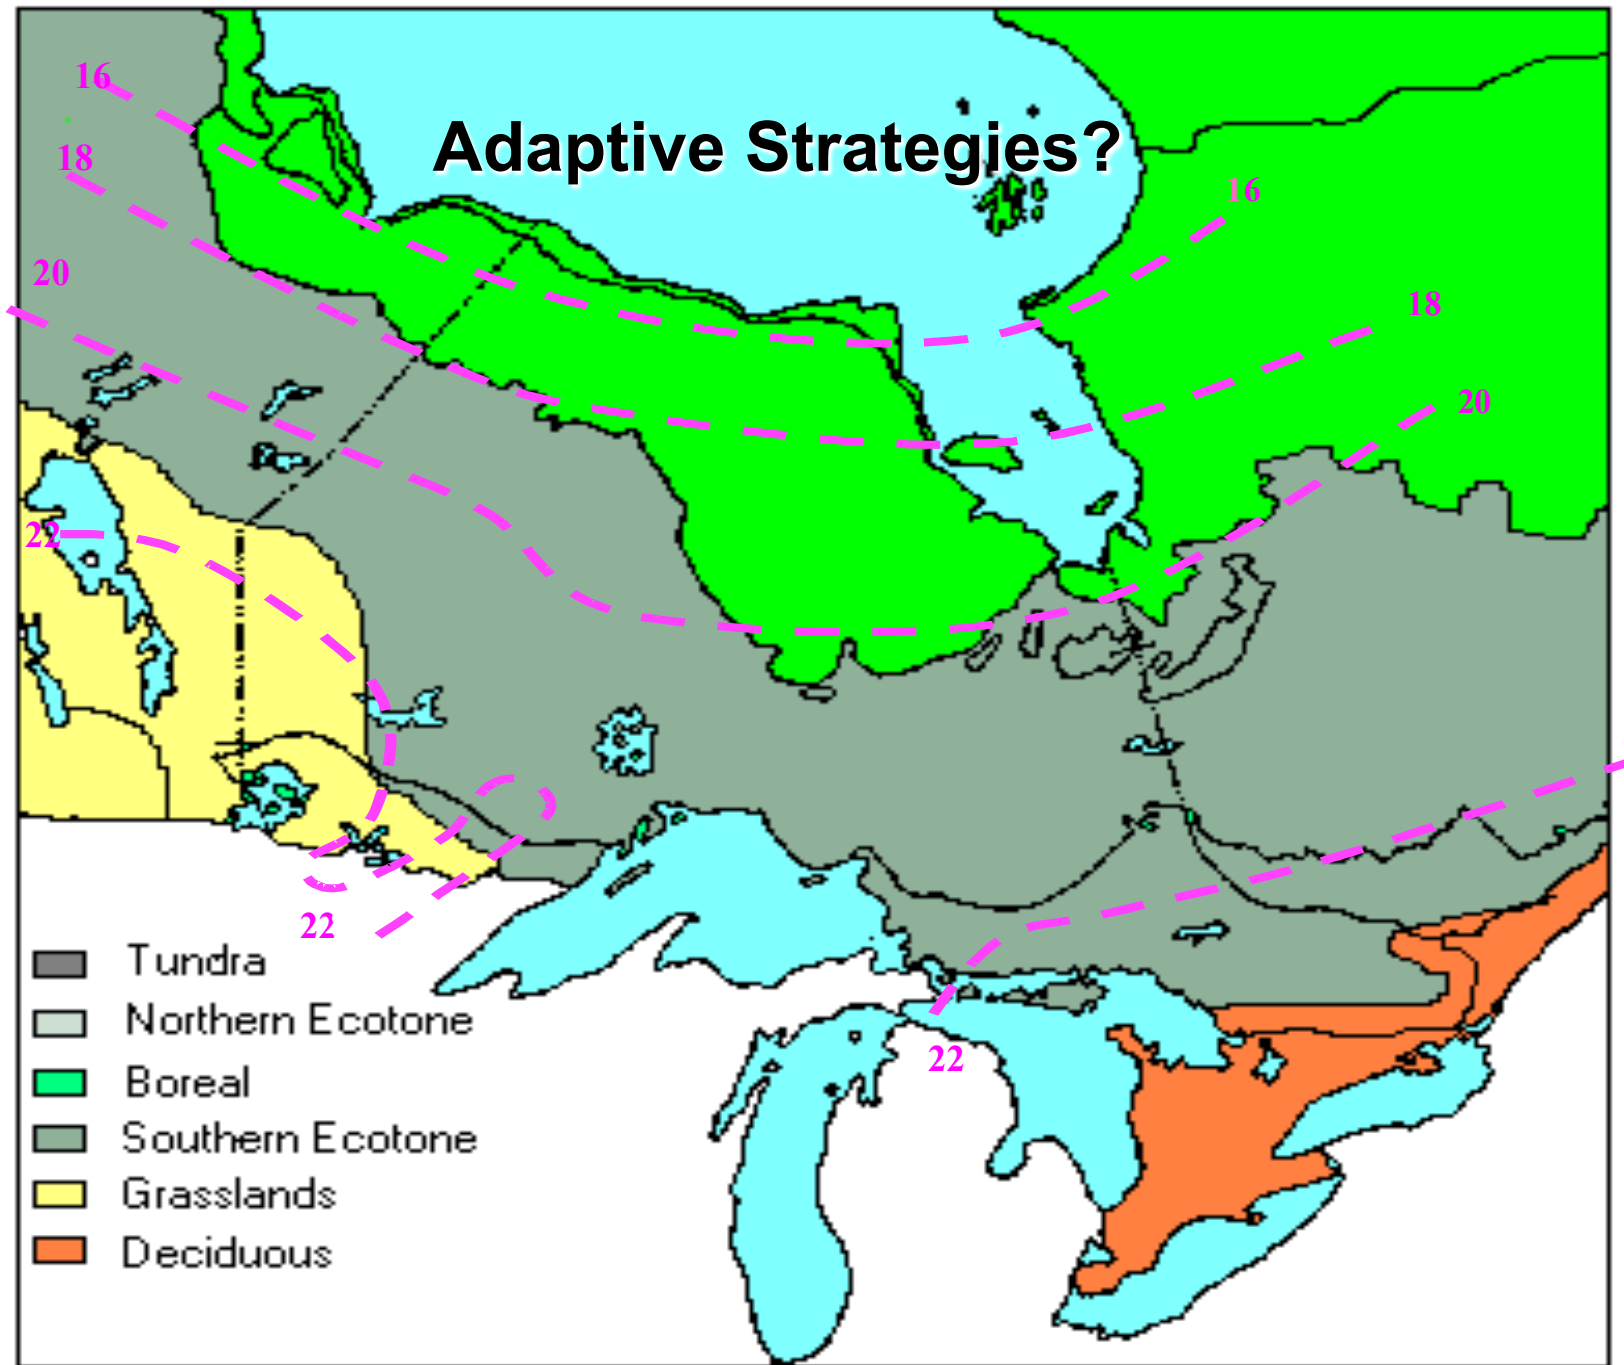 16
Adaptive Strategies?
18
16
20
18
20
22
22
Tundra
Northern Ecotone
22
Boreal
Southern Ecotone
Grasslands
Deciduous